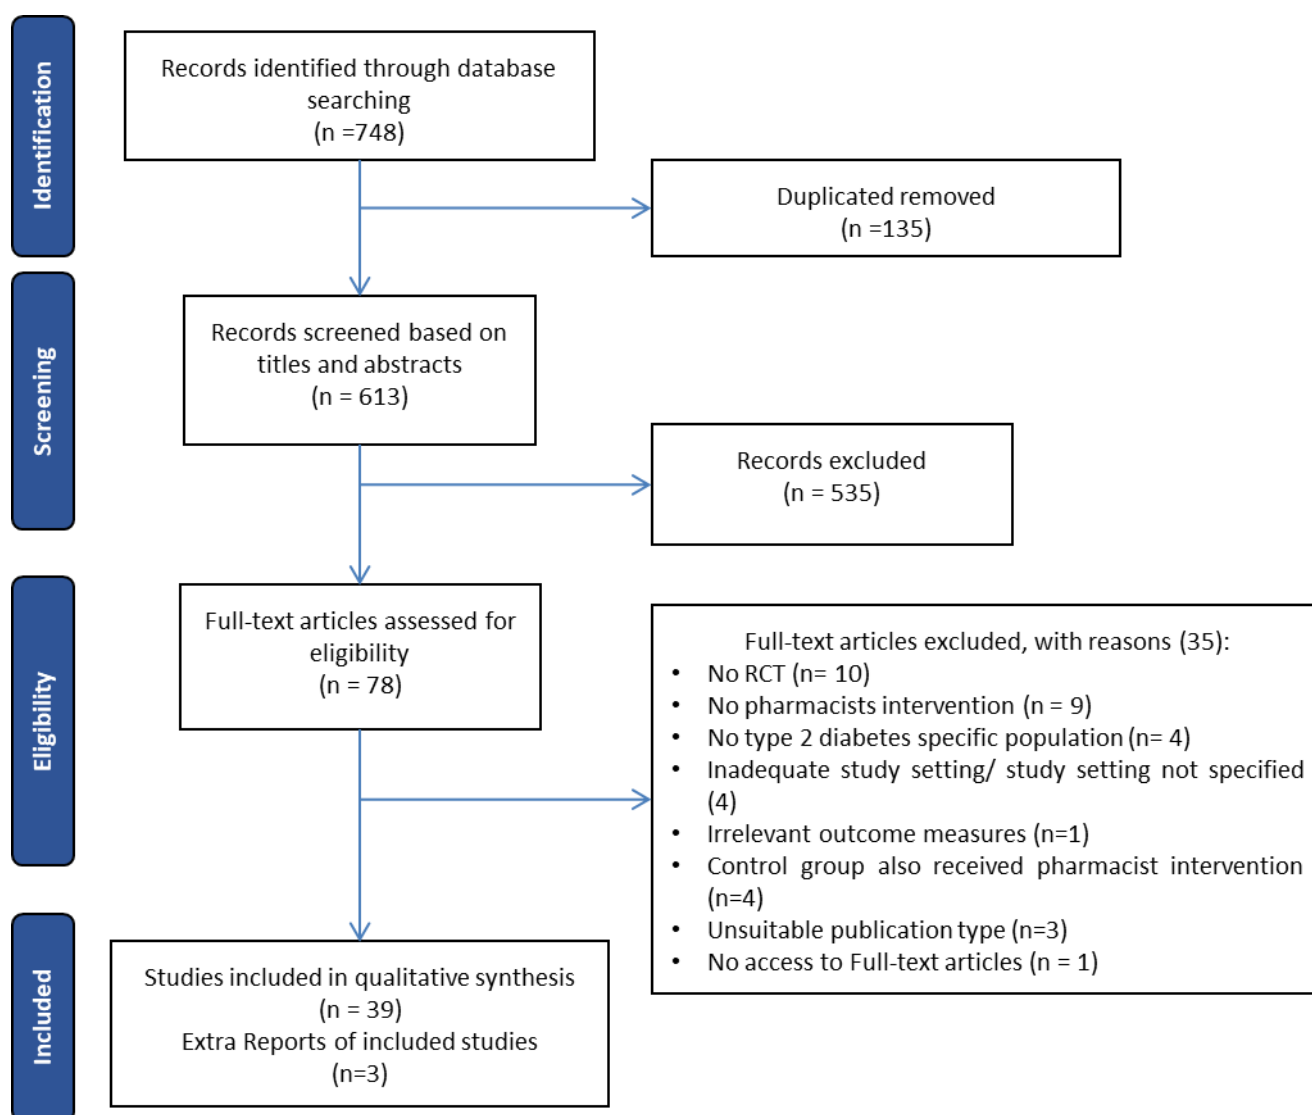 Identification
Records identified through database
searching
(n =748)
Duplicated removed
(n =135)
Screening
Records screened based on
titles and abstracts
(n = 613)
Records excluded
(n = 535)
Eligibility
Full-text articles assessed for
eligibility
(n = 78)
Full-text articles excluded, with reasons (35):
• No RCT (n= 10)
• No pharmacists intervention (n = 9)
• No type 2 diabetes specific population (n= 4)
• Inadequate study setting/ study setting not specified
(4)
• Irrelevant outcome measures (n=1)
• Control group also received pharmacist intervention
(n=4)
• Unsuitable publication type (n=3)
• No access to Full-text articles (n = 1)
Included
Studies included in qualitative synthesis
(n = 39)
Extra Reports of included studies
(n=3)